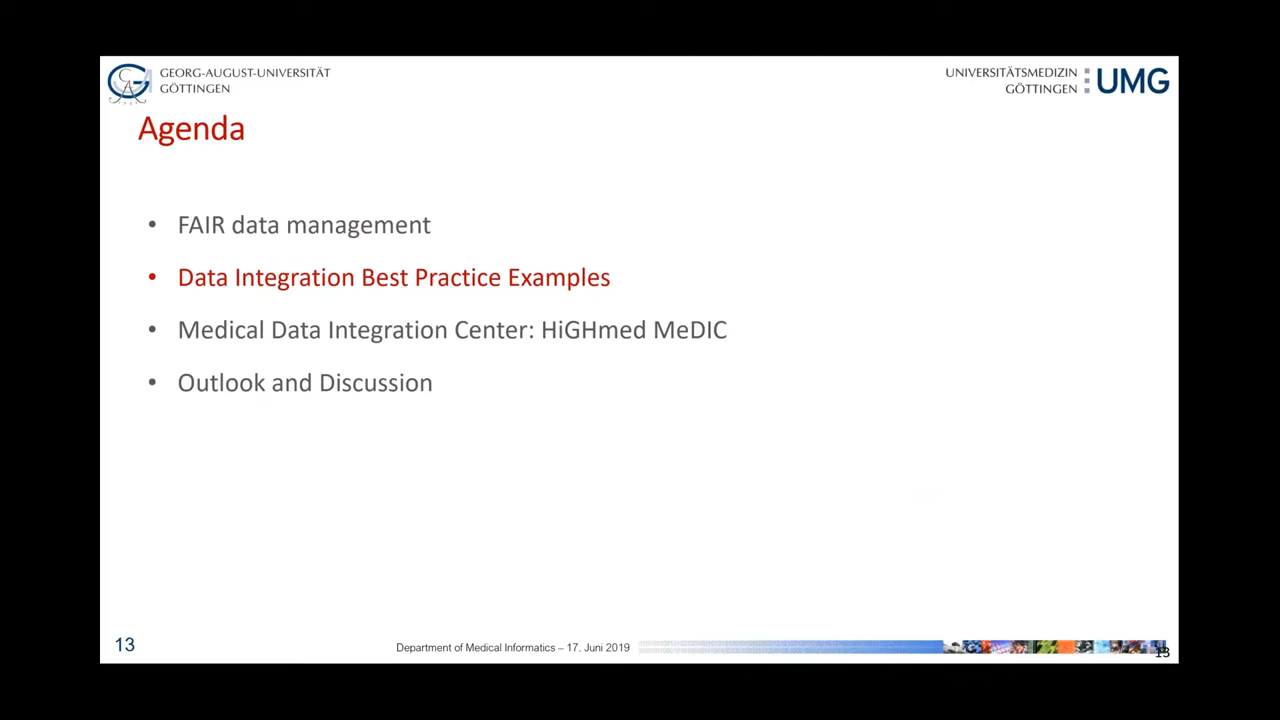 GEORG-AUGUST-UNIVERSITÄT
GÖTTINGEN
UNIVERSITÄTSMEDIZIN
GÖTTINGEN
UMG
Agenda
• FAIR data management
• Data Integration Best Practice Examples
• Medical Data Integration Center: HiGHmed MeDIC
• Outlook and Discussion
13
Department of Medical Informatics – 17. Juni 2019
13